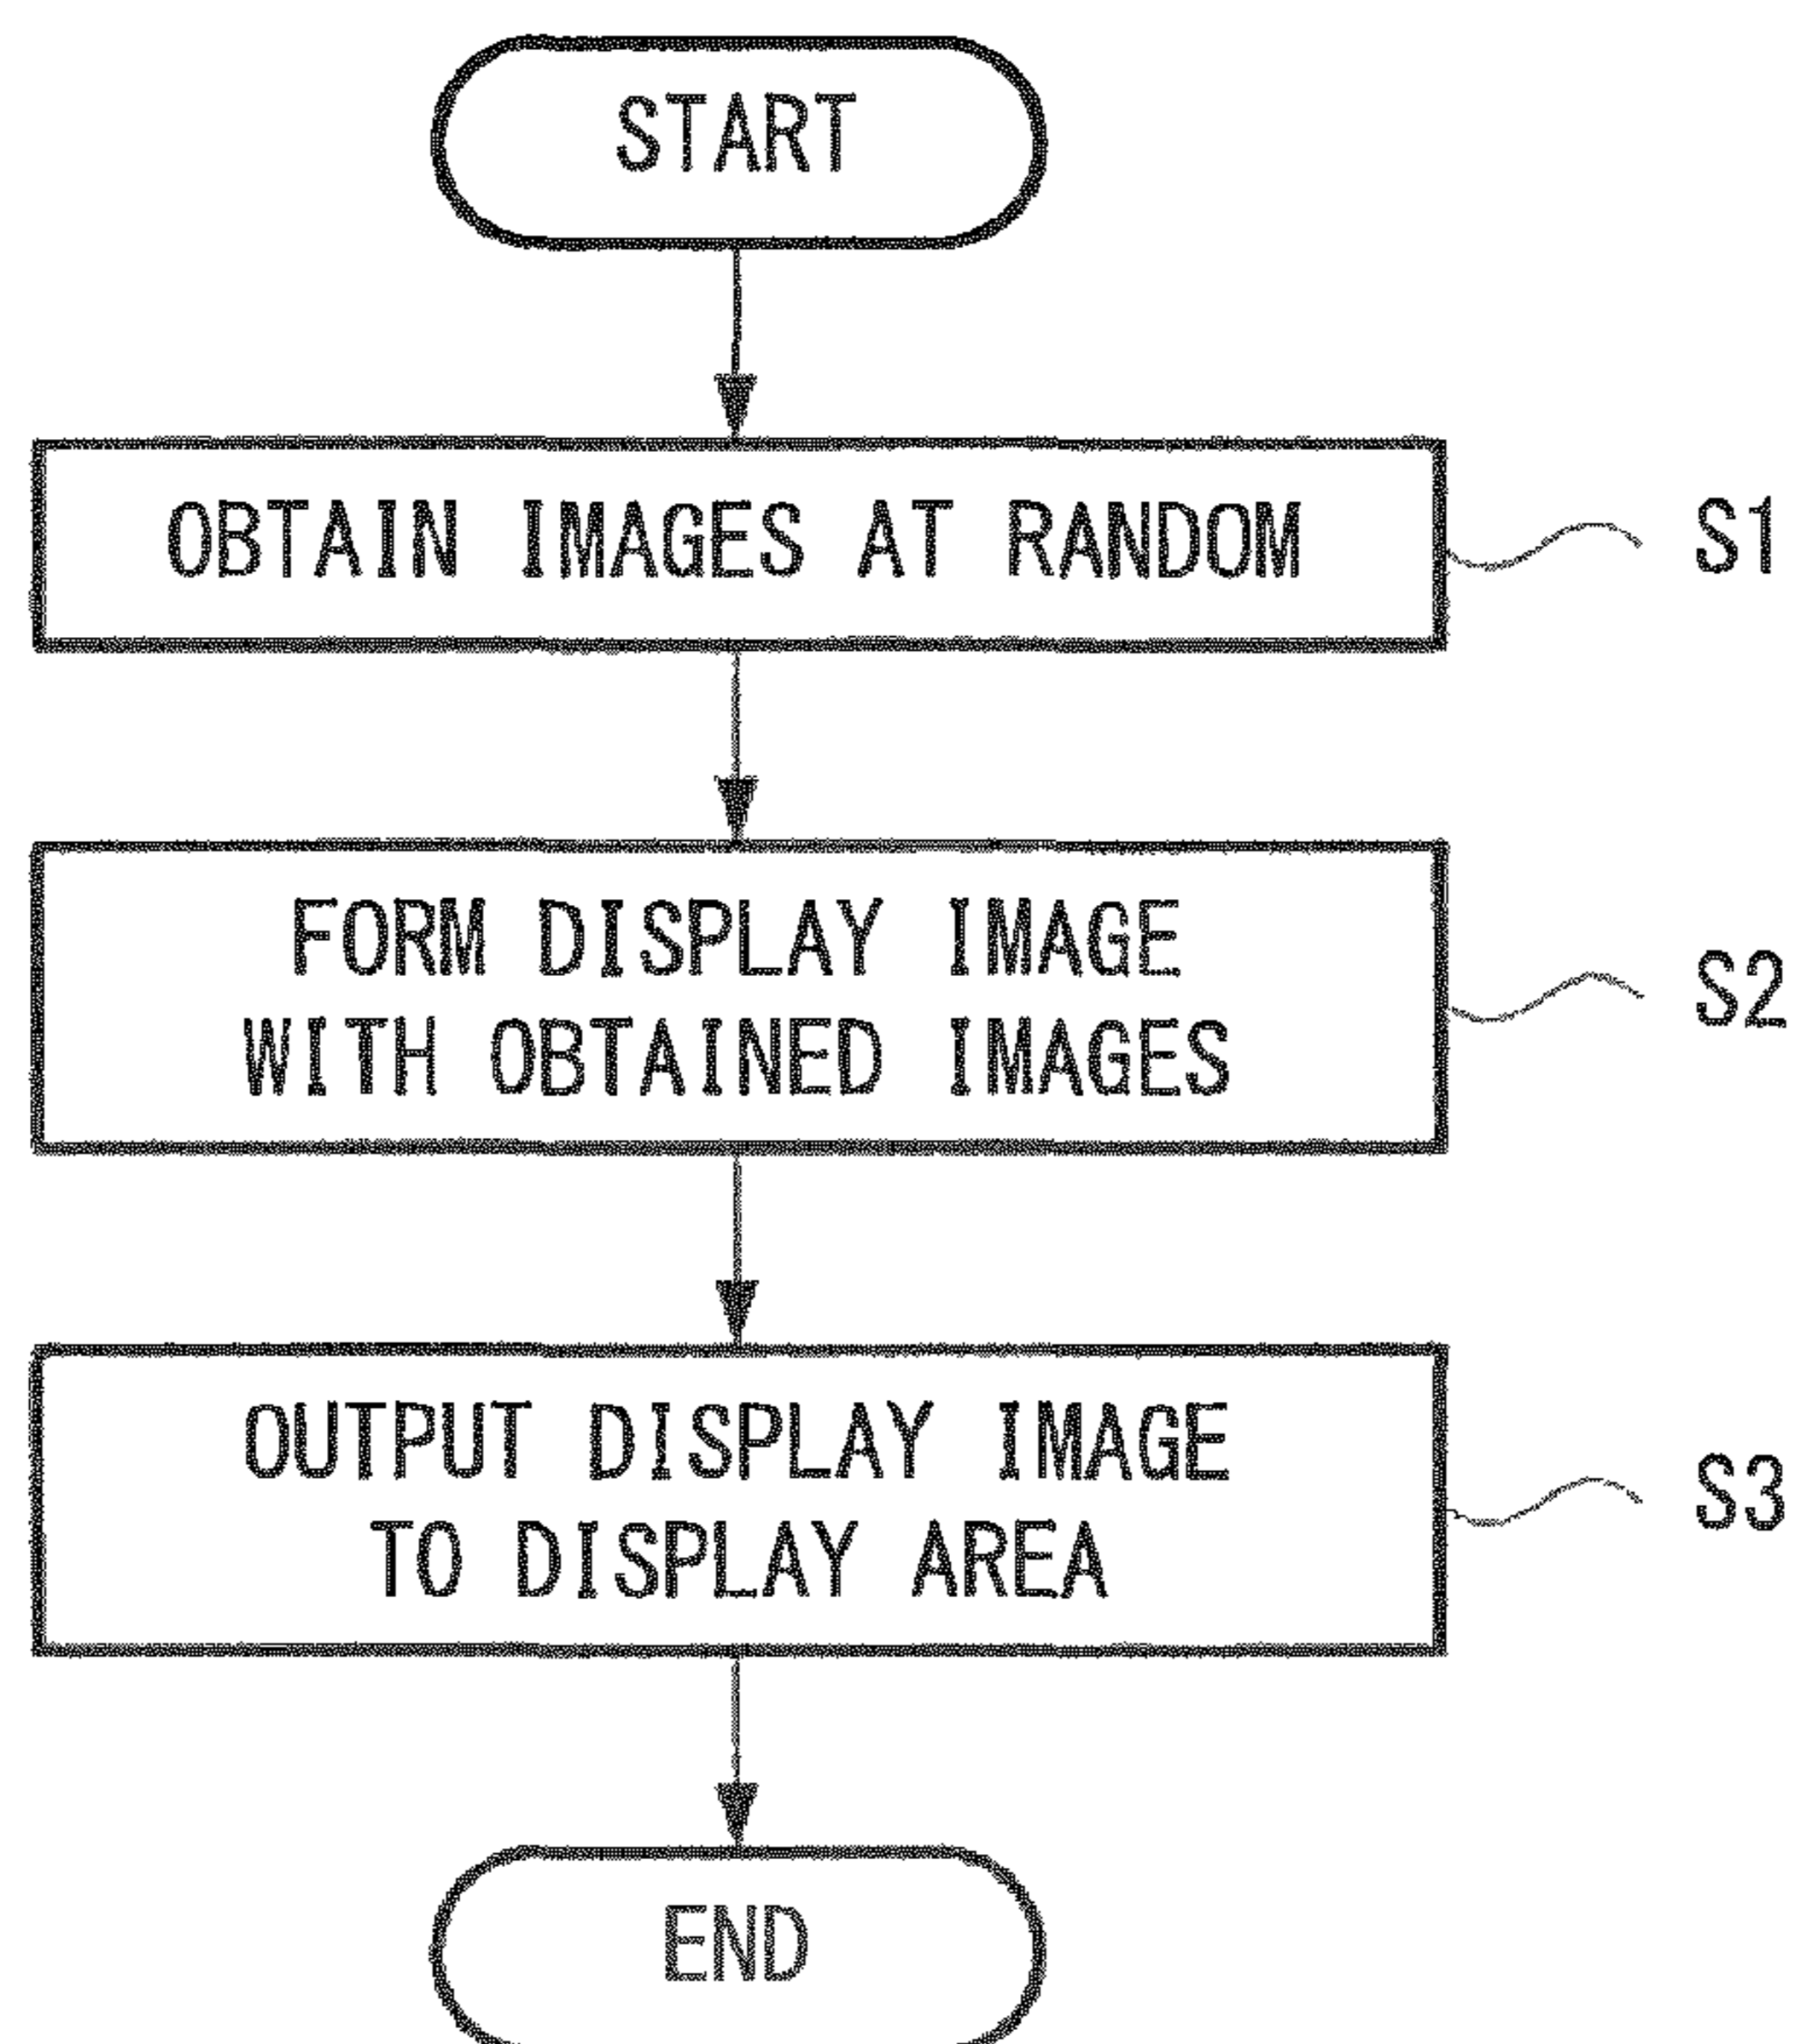 START
OBTAIN IMAGES AT RANDOM
S1
FORM DISPLAY IMAGE
WITH OBTAINED IMAGES
S2
OUTPUT DISPLAY IMAGE
TO DISPLAY AREA
S3
END